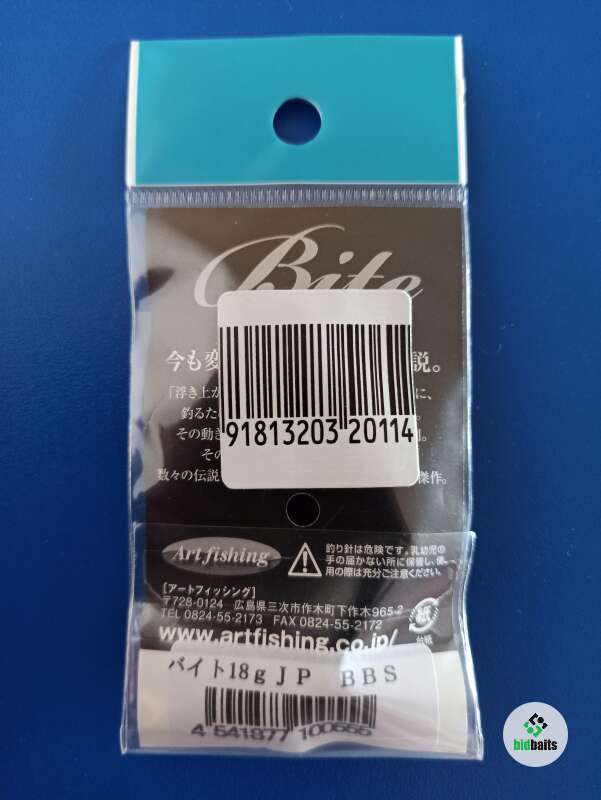 Bite
今も変 説。
「浮き上が に、
釣るた
その動き
その
数々の伝説 傑作。
91813203 20114
Art fishing
釣り針は危険です。乳幼児の
手の届かない所に保管し、使
用の際は充分ご注意ください。
[アートフィッシング]
〒728-0124 広島県三次市作木町下作木965-2
TEL 0824-55-2173 FAX 0824-55-2172
www.artfishing.co.jp/
紙
台紙
バイト18g JP BBS
4 541877 100555
bidbaits